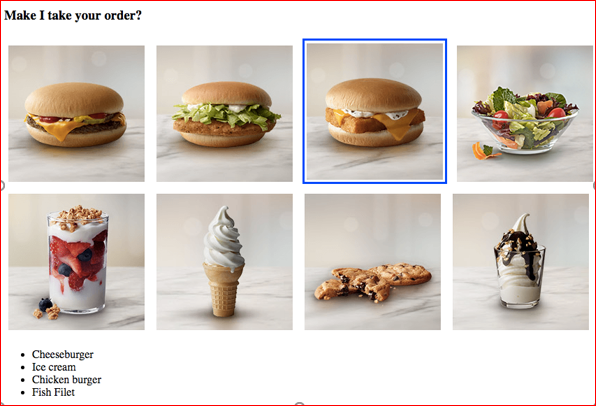 Make I take your order?
Cheeseburger
Ice cream
Chicken burger
Fish Filet